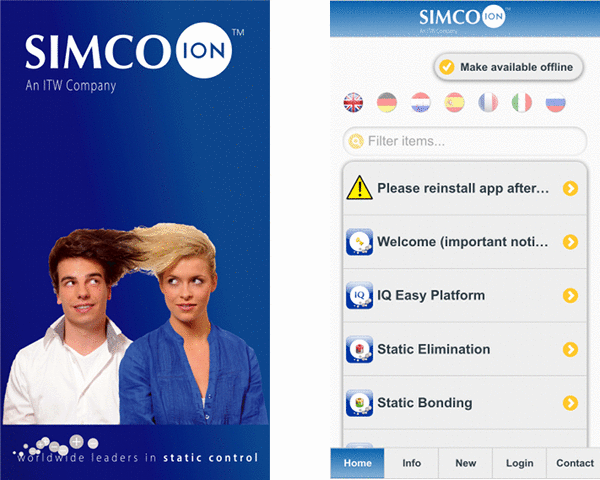 SIMCO ION™
An ITW Company
worldwide leaders in static control
SIMCO ION™
An ITW Company
Make available offline
Filter items...
Please reinstall app after...
Welcome (important noti...
IQ
IQ Easy Platform
Static Elimination
Static Bonding
Home Info New Login Contact